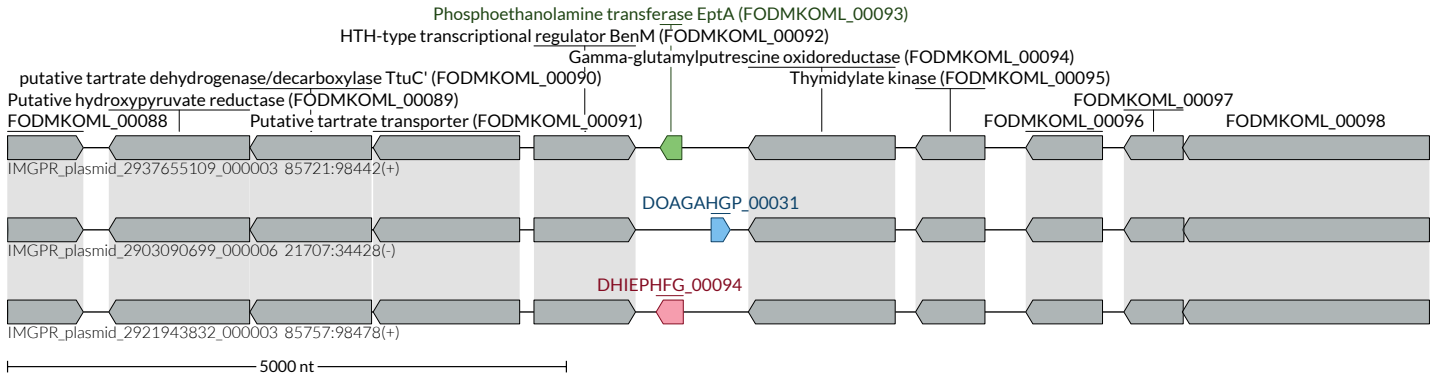 Phosphoethanolamine transferase EptA (FODMKOML_00093)
HTH-type transcriptional regulator BenM (FODMKOML_00092)
Gamma-glutamylputrescine oxidoreductase (FODMKOML_00094)
putative tartrate dehydrogenase/decarboxylase TtuC' (FODMKOML_00090)
Thymidylate kinase (FODMKOML_00095)
Putative hydroxypyruvate reductase (FODMKOML_00089)
FODMKOML_00097
FODMKOML_00088
Putative tartrate transporter (FODMKOML_00091)
FODMKOML_00096
FODMKOML_00098
IMGPR_plasmid_2937655109_000003 85721:98442(+)
DOAGAHGP_00031
IMGPR_plasmid_2903090699_000006 21707:34428(-)
DHIEPHFG_00094
IMGPR_plasmid_2921943832_000003 85757:98478(+)
5000 nt